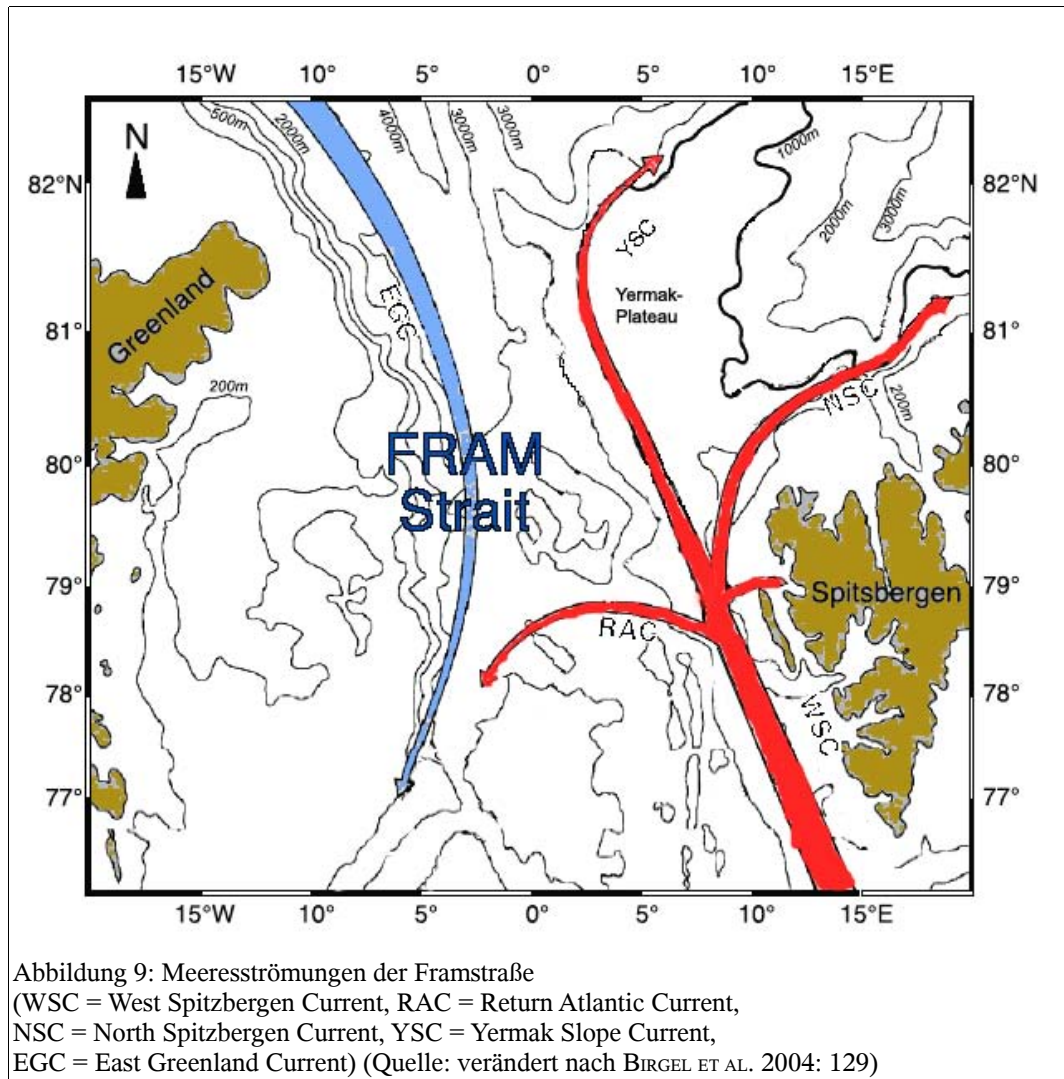 15°W 10° 5° 0° 5° 10° 15°E
500m
2000m
4000m
3000m
3000m
1000m
N
82°N
82°N
2000m
3000m
YSC
Greenland
EGC
Yermak-
Plateau
81°
81°
200m
NSC
200m
FRAM
Strait
80°
80°
79°
79°
Spitsbergen
RAC
78°
78°
WSC
77°
77°
15°W 10° 5° 0° 5° 10° 15°E
Abbildung 9: Meeresströmungen der Framstraße
(WSC = West Spitzbergen Current, RAC = Return Atlantic Current,
NSC = North Spitzbergen Current, YSC = Yermak Slope Current,
EGC = East Greenland Current) (Quelle: verändert nach BIRGEL ET AL. 2004: 129)